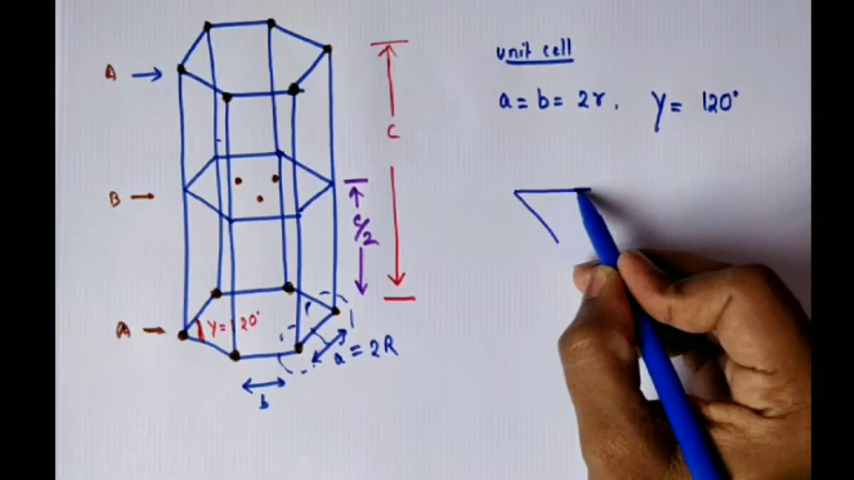 unit cell
a = b = 2r, γ = 120°
A →
C
B →
c/2
A → γ = 120°
a = 2R
b